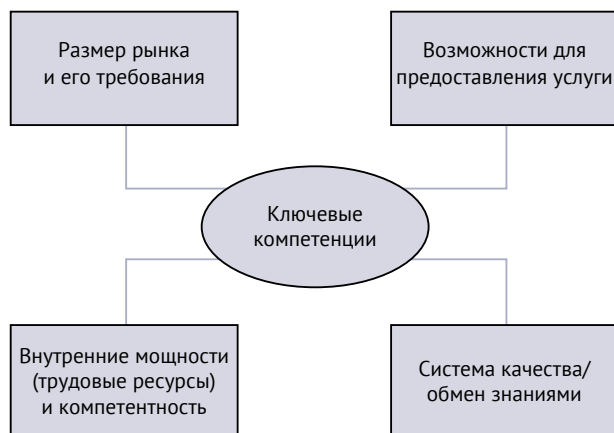 Размер рынка
и его требования
Возможности для
предоставления услуги
Ключевые
компетенции
Внутренние мощности
(трудовые ресурсы)
и компетентность
Система качества/
обмен знаниями